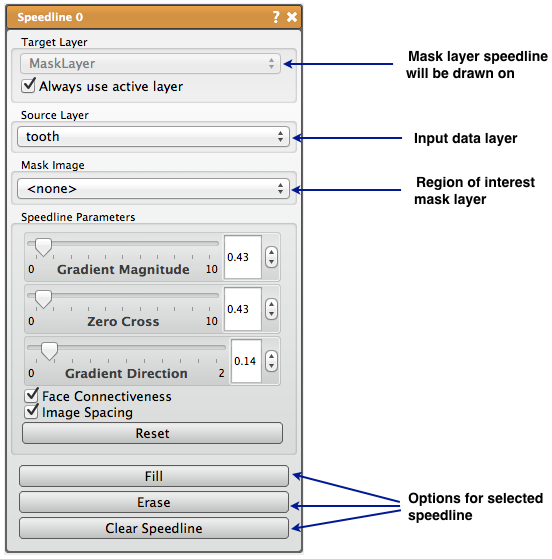 Speedline 0 ? ✖
Target Layer
MaskLayer
Always use active layer
Mask layer speedline
will be drawn on
Source Layer
tooth
Input data layer
Mask Image
<none>
Region of interest
mask layer
Speedline Parameters
0.43
0 Gradient Magnitude 10
0.43
0 Zero Cross 10
0.14
0 Gradient Direction 2
Face Connectiveness
Image Spacing
Reset
Fill
Erase
Clear Speedline
Options for selected
speedline